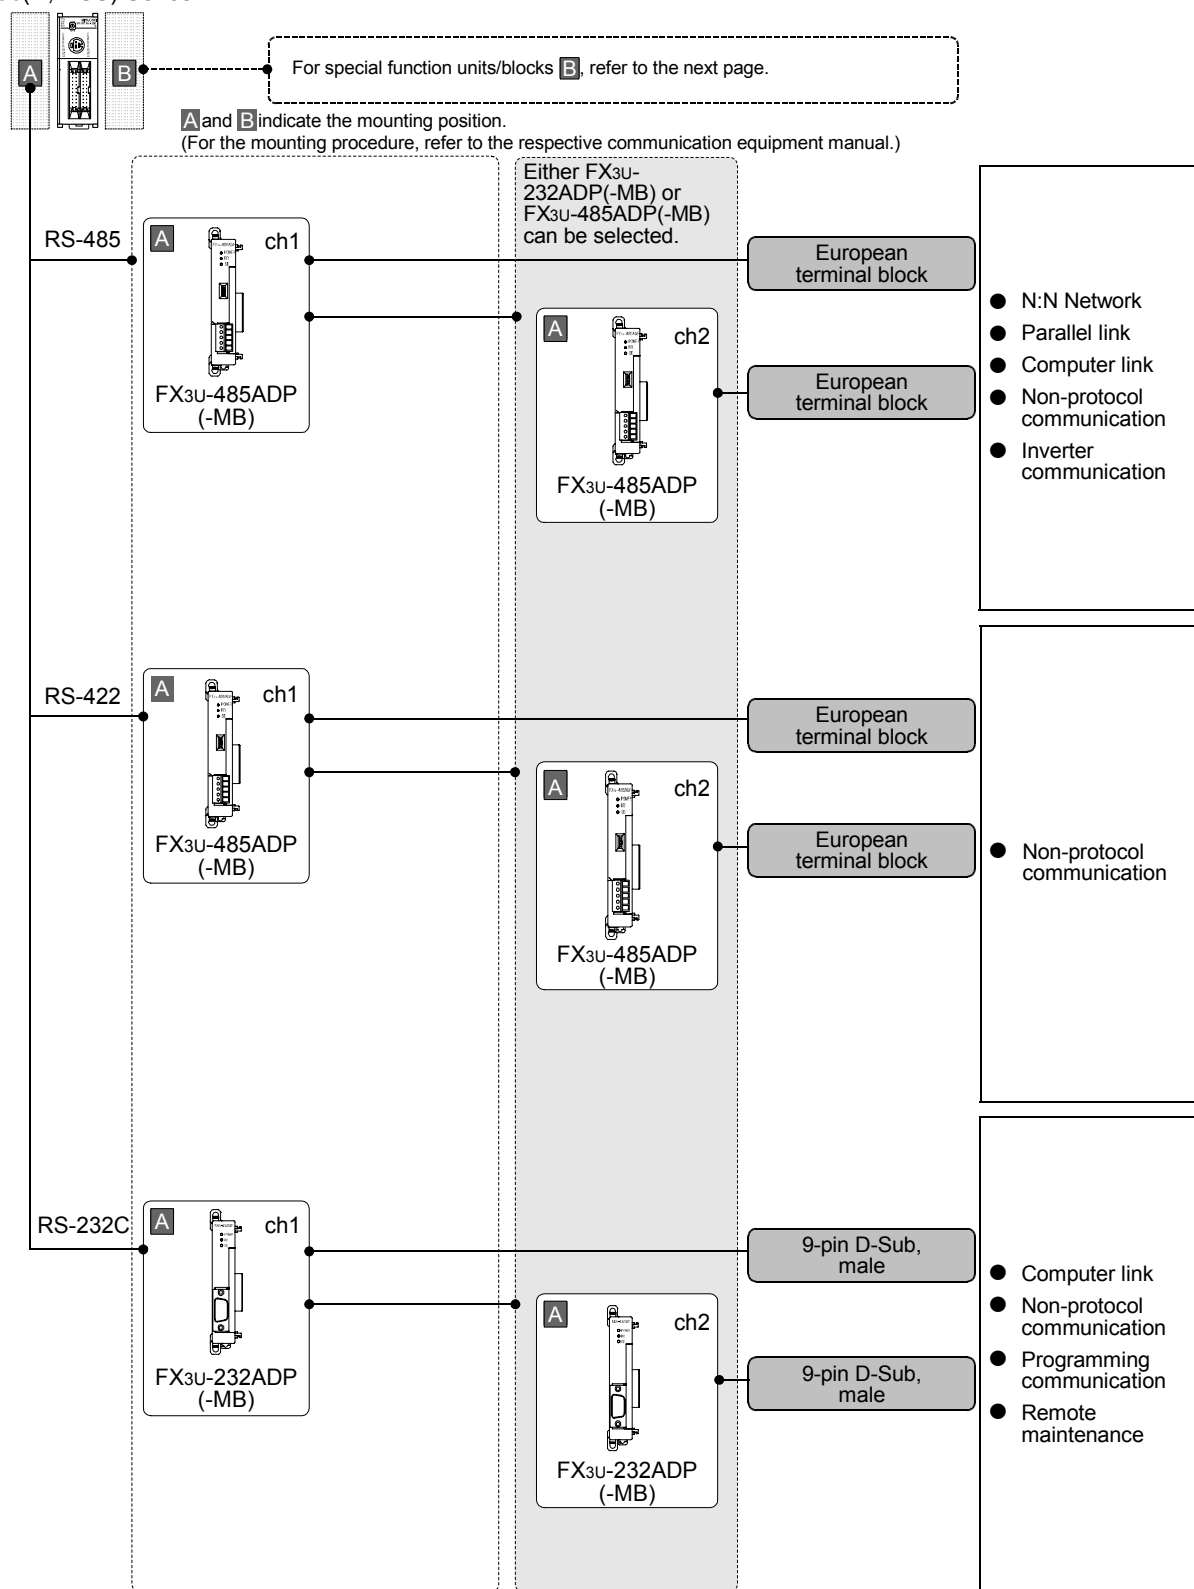 A
B
For special function units/blocks B, refer to the next page.
A and B indicate the mounting position.
(For the mounting procedure, refer to the respective communication equipment manual.)
Either FX3U-
232ADP(-MB) or
FX3U-485ADP(-MB)
can be selected.
RS-485
A
ch1
FX3U-485ADP
(-MB)
European
terminal block
A
ch2
FX3U-485ADP
(-MB)
European
terminal block
● N:N Network
● Parallel link
● Computer link
● Non-protocol
communication
● Inverter
communication
RS-422
A
ch1
FX3U-485ADP
(-MB)
European
terminal block
A
ch2
FX3U-485ADP
(-MB)
European
terminal block
● Non-protocol
communication
RS-232C
A
ch1
FX3U-232ADP
(-MB)
9-pin D-Sub,
male
A
ch2
FX3U-232ADP
(-MB)
9-pin D-Sub,
male
● Computer link
● Non-protocol
communication
● Programming
communication
● Remote
maintenance